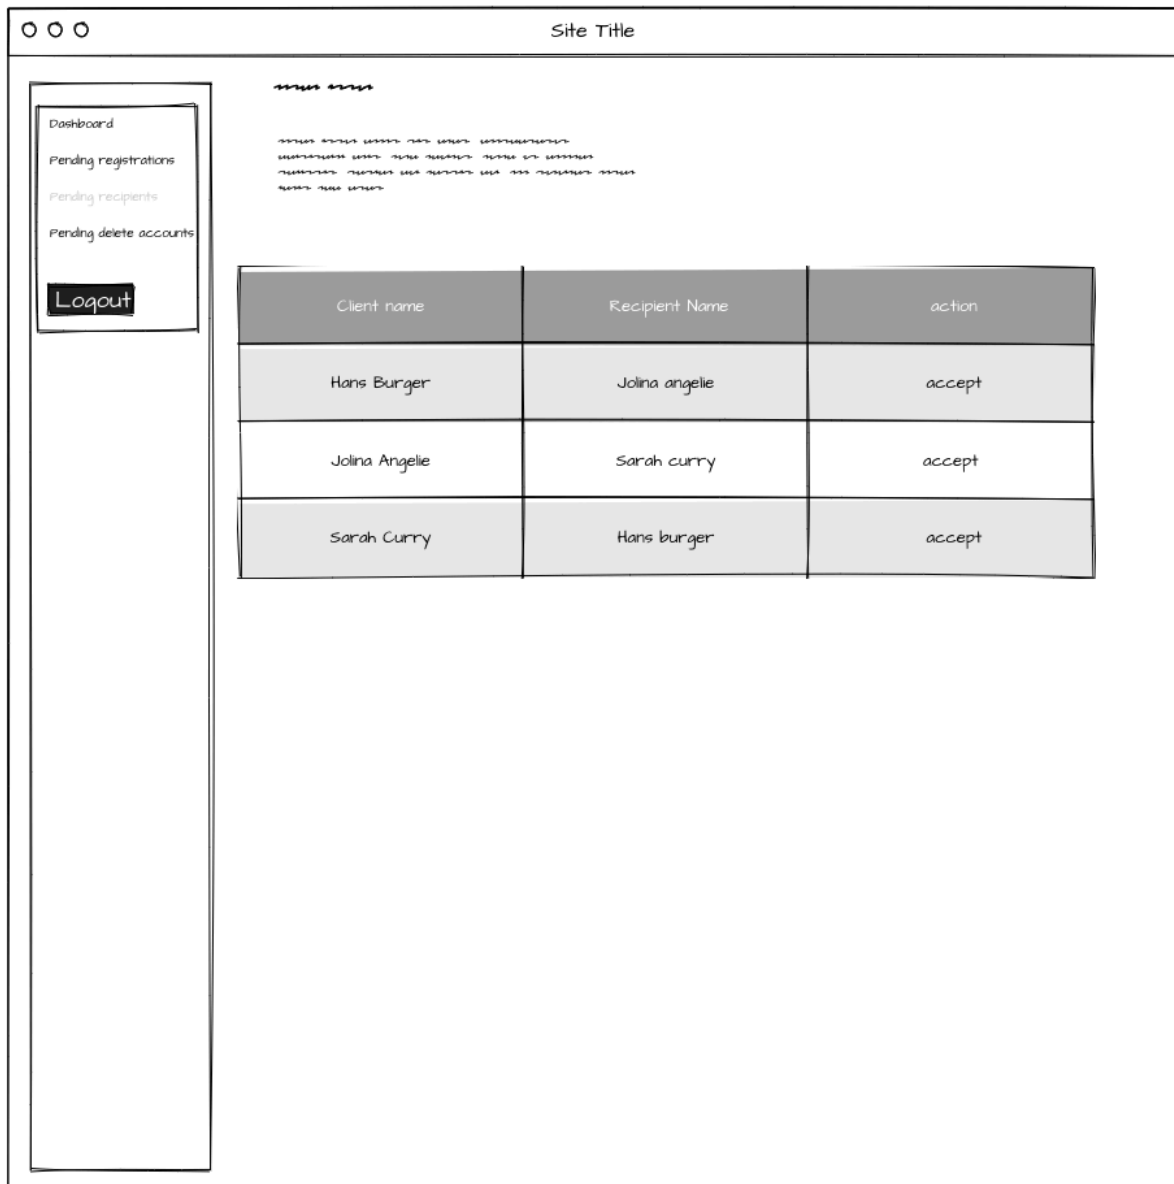 Site Title
Dashboard
Pending registrations
Pending recipients
Pending delete accounts
Logout
Client name Recipient Name action
Hans Burger Jolina angelie accept
Jolina Angelie Sarah curry accept
Sarah Curry Hans burger accept